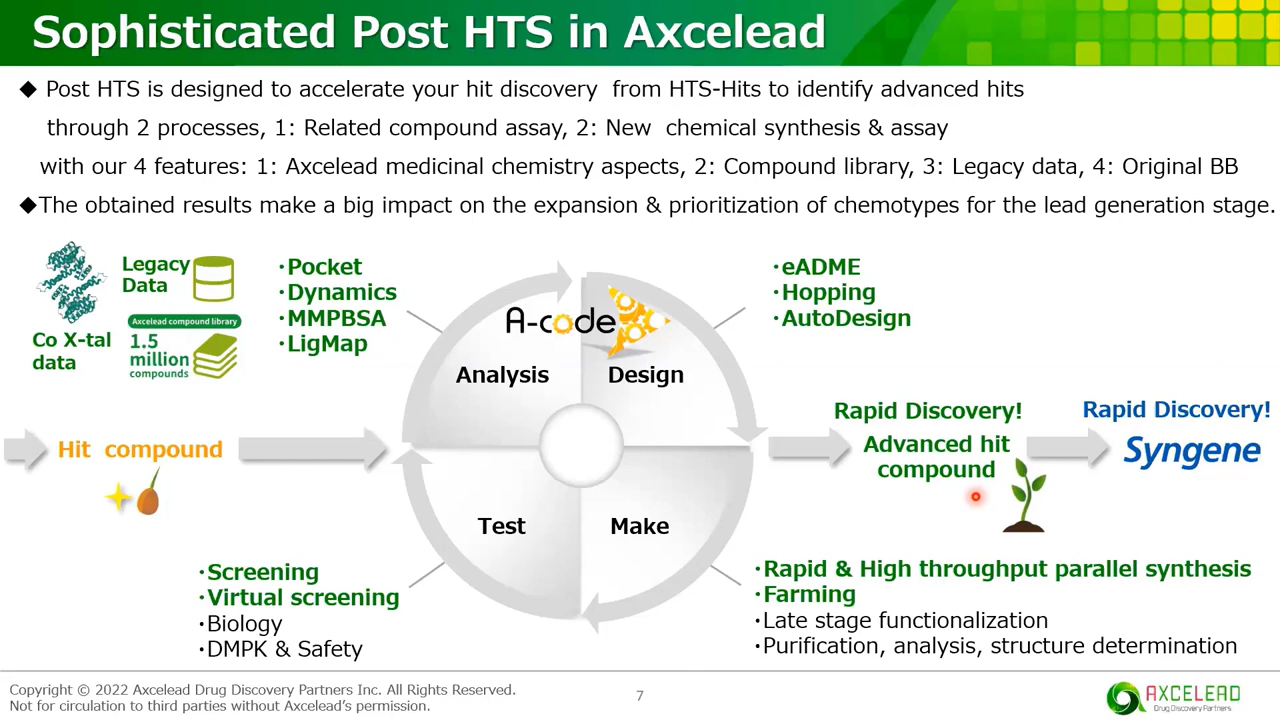 Sophisticated Post HTS in Axcelead
◆ Post HTS is designed to accelerate your hit discovery from HTS-Hits to identify advanced hits
through 2 processes, 1: Related compound assay, 2: New chemical synthesis & assay
with our 4 features: 1: Axcelead medicinal chemistry aspects, 2: Compound library, 3: Legacy data, 4: Original BB
◆The obtained results make a big impact on the expansion & prioritization of chemotypes for the lead generation stage.
Legacy
Data
Co X-tal
data
Axcelead compound library
1.5
million
compounds
・Pocket
・Dynamics
・MMPBSA
・LigMap
A-code
Analysis
Design
Test
Make
・eADME
・Hopping
・AutoDesign
Hit compound
Rapid Discovery!
Advanced hit
compound
Rapid Discovery!
Syngene
・Screening
・Virtual screening
・Biology
・DMPK & Safety
・Rapid & High throughput parallel synthesis
・Farming
・Late stage functionalization
・Purification, analysis, structure determination
Copyright © 2022 Axcelead Drug Discovery Partners Inc. All Rights Reserved.
Not for circulation to third parties without Axcelead's permission.
7
AXCELEAD
Drug Discovery Partners